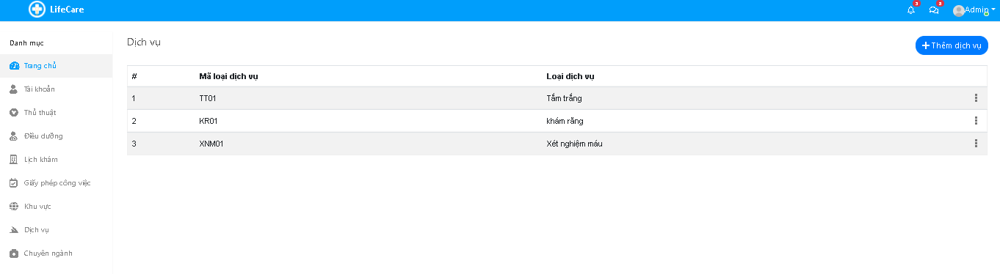 LifeCare
3
8
Admin
Danh mục
Trang chủ
Tài khoản
Thủ thuật
Điều dưỡng
Lịch khám
Giấy phép công việc
Khu vực
Dịch vụ
Chuyên ngành
Dịch vụ
Thêm dịch vụ
# Mã loại dịch vụ Loại dịch vụ
1 TT01 Tắm trắng
2 KR01 khám răng
3 XNM01 Xét nghiệm máu